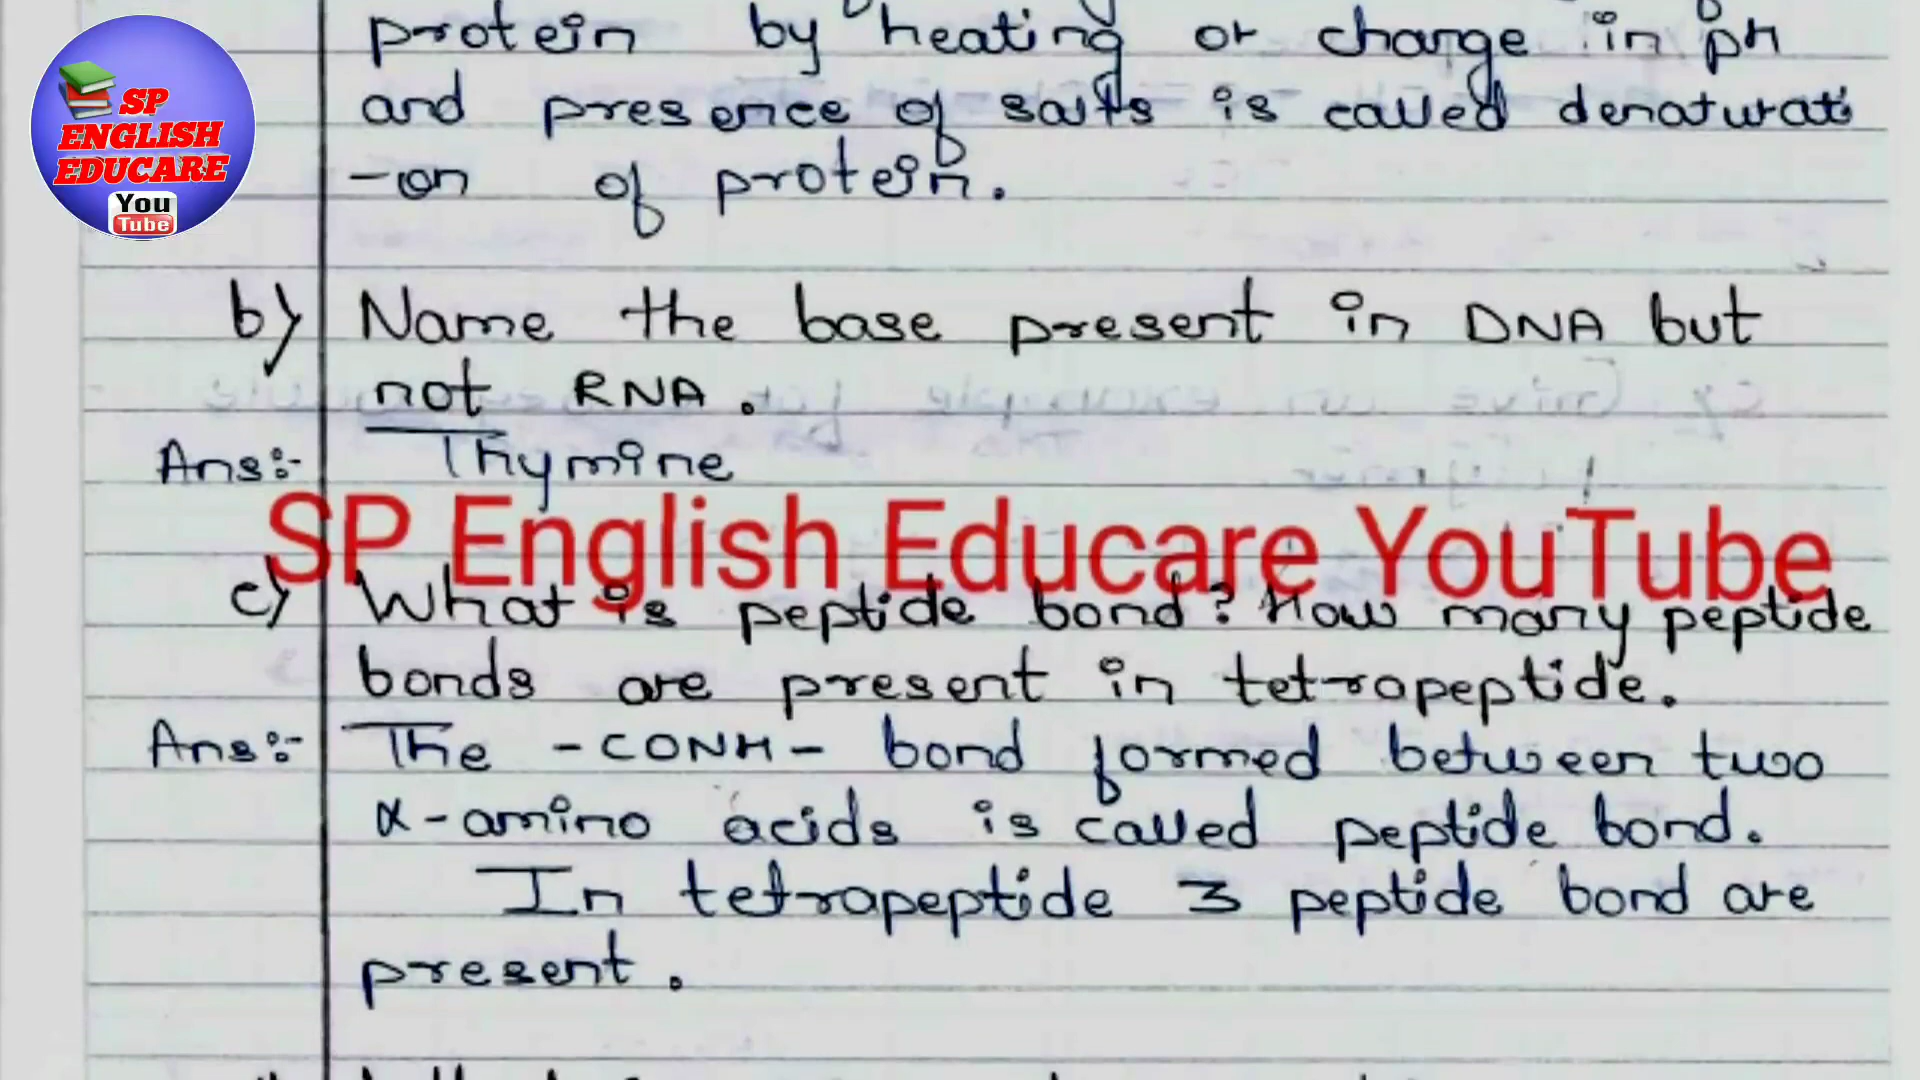 SP
ENGLISH
EDUCARE
You
Tube
protein by heating or change in pH
and presence of salts is called denaturati
-on of protein.
b) Name the base present in DNA but
not RNA.
Ans:- Thymine
SP English Educare YouTube
c) What is peptide bond? How many peptide
bonds are present in tetrapeptide.
Ans:- The -CONH- bond formed between two
α-amino acids is called peptide bond.
In tetrapeptide 3 peptide bond are
present.